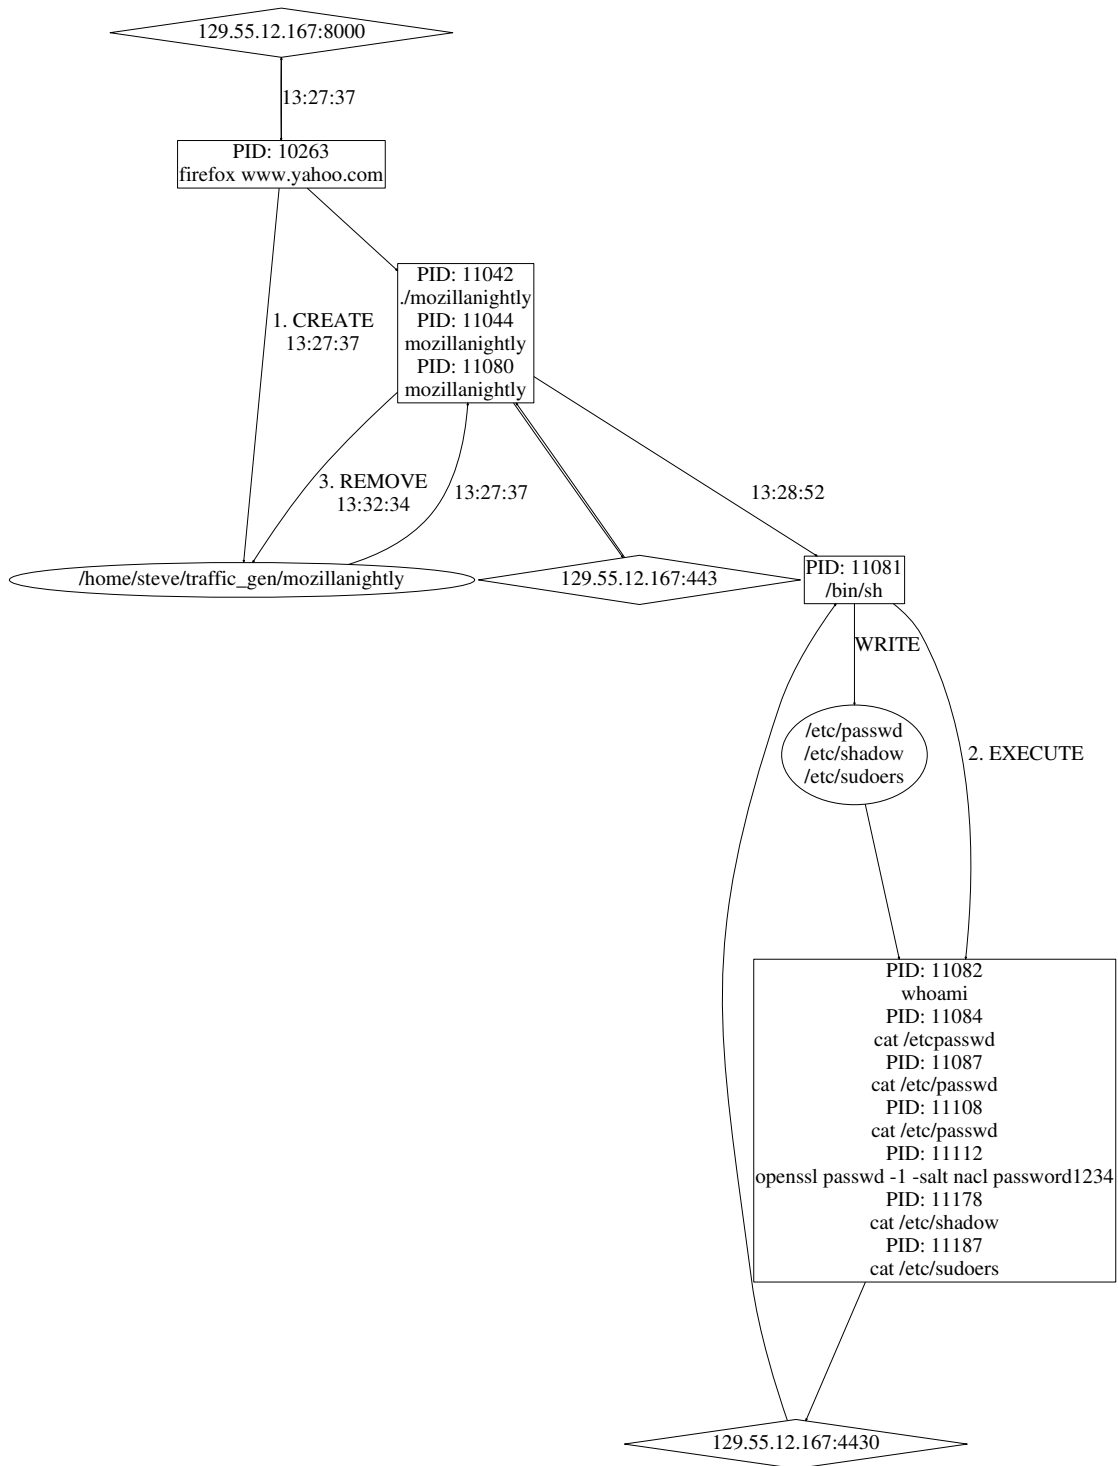 129.55.12.167:8000
13:27:37
PID: 10263
firefox www.yahoo.com
PID: 11042
./mozillanightly
PID: 11044
mozillanightly
PID: 11080
mozillanightly
1. CREATE
13:27:37
3. REMOVE
13:32:34
13:27:37
13:28:52
/home/steve/traffic_gen/mozillanightly
129.55.12.167:443
PID: 11081
/bin/sh
WRITE
/etc/passwd
/etc/shadow
/etc/sudoers
2. EXECUTE
PID: 11082
whoami
PID: 11084
cat /etcpasswd
PID: 11087
cat /etc/passwd
PID: 11108
cat /etc/passwd
PID: 11112
openssl passwd -1 -salt nacl password1234
PID: 11178
cat /etc/shadow
PID: 11187
cat /etc/sudoers
129.55.12.167:4430